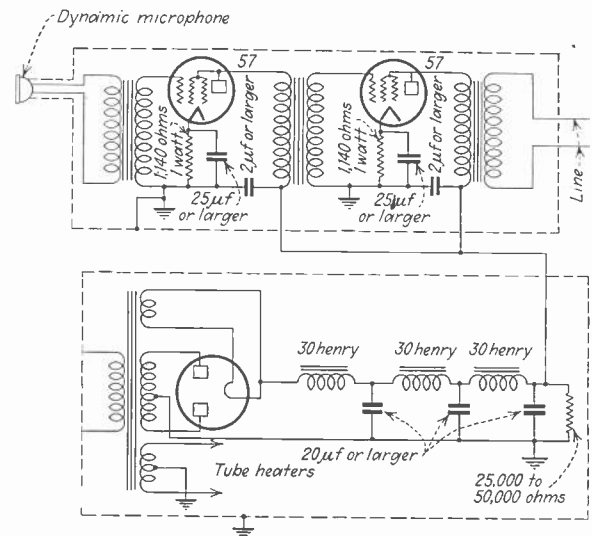 Dynamic microphone
57
57
1,140 ohms
1 watt
2µf or larger
25µf
or larger
1,140 ohms
1 watt
2µf or larger
25µf
or larger
Line
30 henry
30 henry
30 henry
20µf or larger
Tube heaters
25,000 to
50,000 ohms